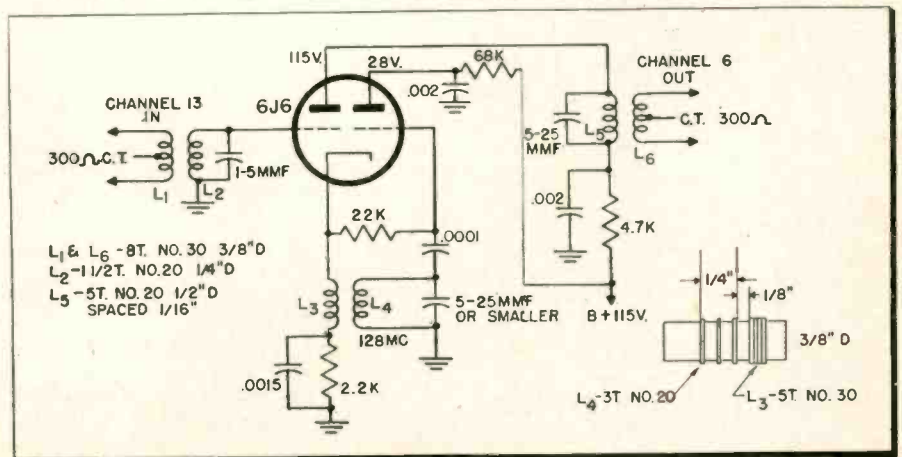 115V.
28V.
68K
CHANNEL 6
OUT
6J6
.002
CHANNEL 13
IN
300Ω C.T.
L1
L2
1-5MMF
5-25
MMF
L5
L6
C.T. 300Ω
.002
4.7K
22K
.0001
L1 & L6 -8T. NO.30 3/8"D
L2-1 1/2T. NO.20 1/4"D
L5-5T. NO.20 1/2"D
SPACED 1/16"
L3
L4
5-25MMF
OR SMALLER
128MC
.0015
2.2K
B+115V.
1/4"
1/8"
3/8" D
L4-3T NO.20
L3-5T NO. 30